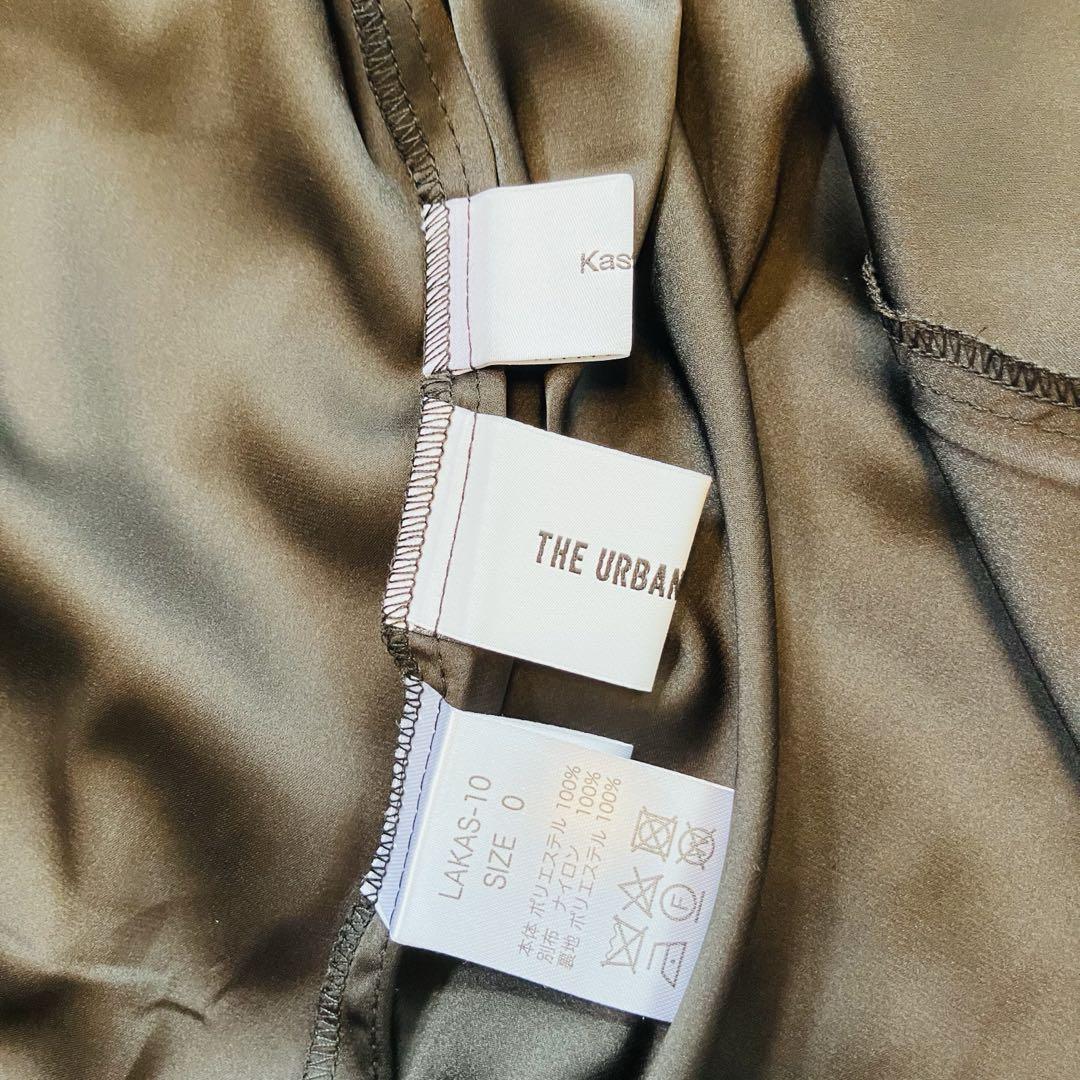 Kas
THE URBAN
LAKAS-10
SIZE 0
本体 ポリエステル 100%
別布 ナイロン 100%
裏地 ポリエステル 100%
F